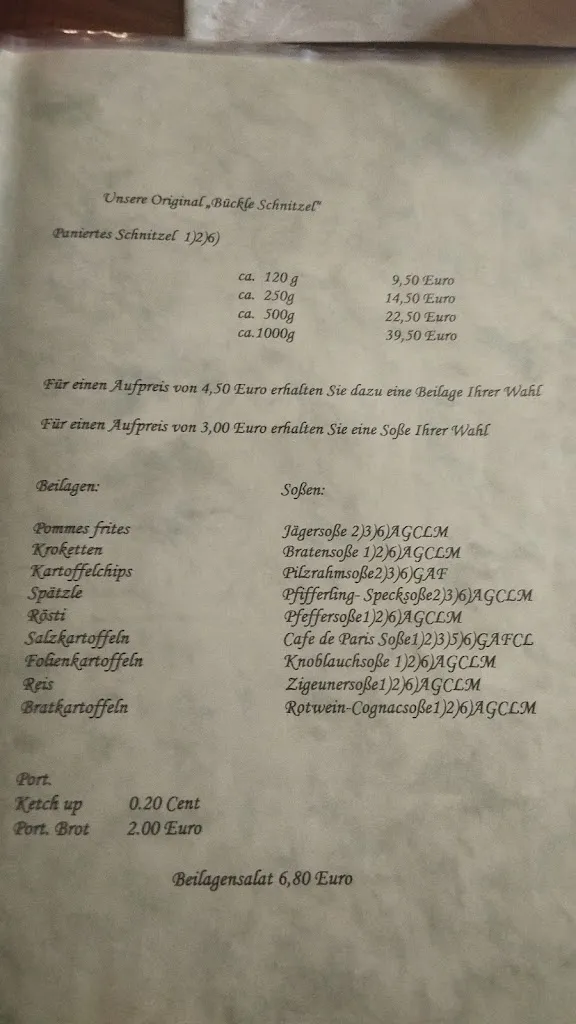 Unsere Original „Bückle Schnitzel"
Paniertes Schnitzel 1)2)6)
ca. 120 g 9,50 Euro
ca. 250g 14,50 Euro
ca. 500g 22,50 Euro
ca.1000g 39,50 Euro
Für einen Aufpreis von 4,50 Euro erhalten Sie dazu eine Beilage Ihrer Wahl
Für einen Aufpreis von 3,00 Euro erhalten Sie eine Soße Ihrer Wahl
Beilagen: Soßen:
Pommes frites Jägersoße 2)3)6)AGCLM
Kroketten Bratensoße 1)2)6)AGCLM
Kartoffelchips Pilzrahmsoße2)3)6)GAF
Spätzle Pfifferling- Specksoße2)3)6)AGCLM
Rösti Pfeffersoße1)2)6)AGCLM
Salzkartoffeln Cafe de Paris Soße1)2)3)5)6)GAFCL
Folienkartoffeln Knoblauchsoße 1)2)6)AGCLM
Reis Zigeunersoße1)2)6)AGCLM
Bratkartoffeln Rotwein-Cognacsoße1)2)6)AGCLM
Port.
Ketch up 0.20 Cent
Port. Brot 2.00 Euro
Beilagensalat 6,80 Euro